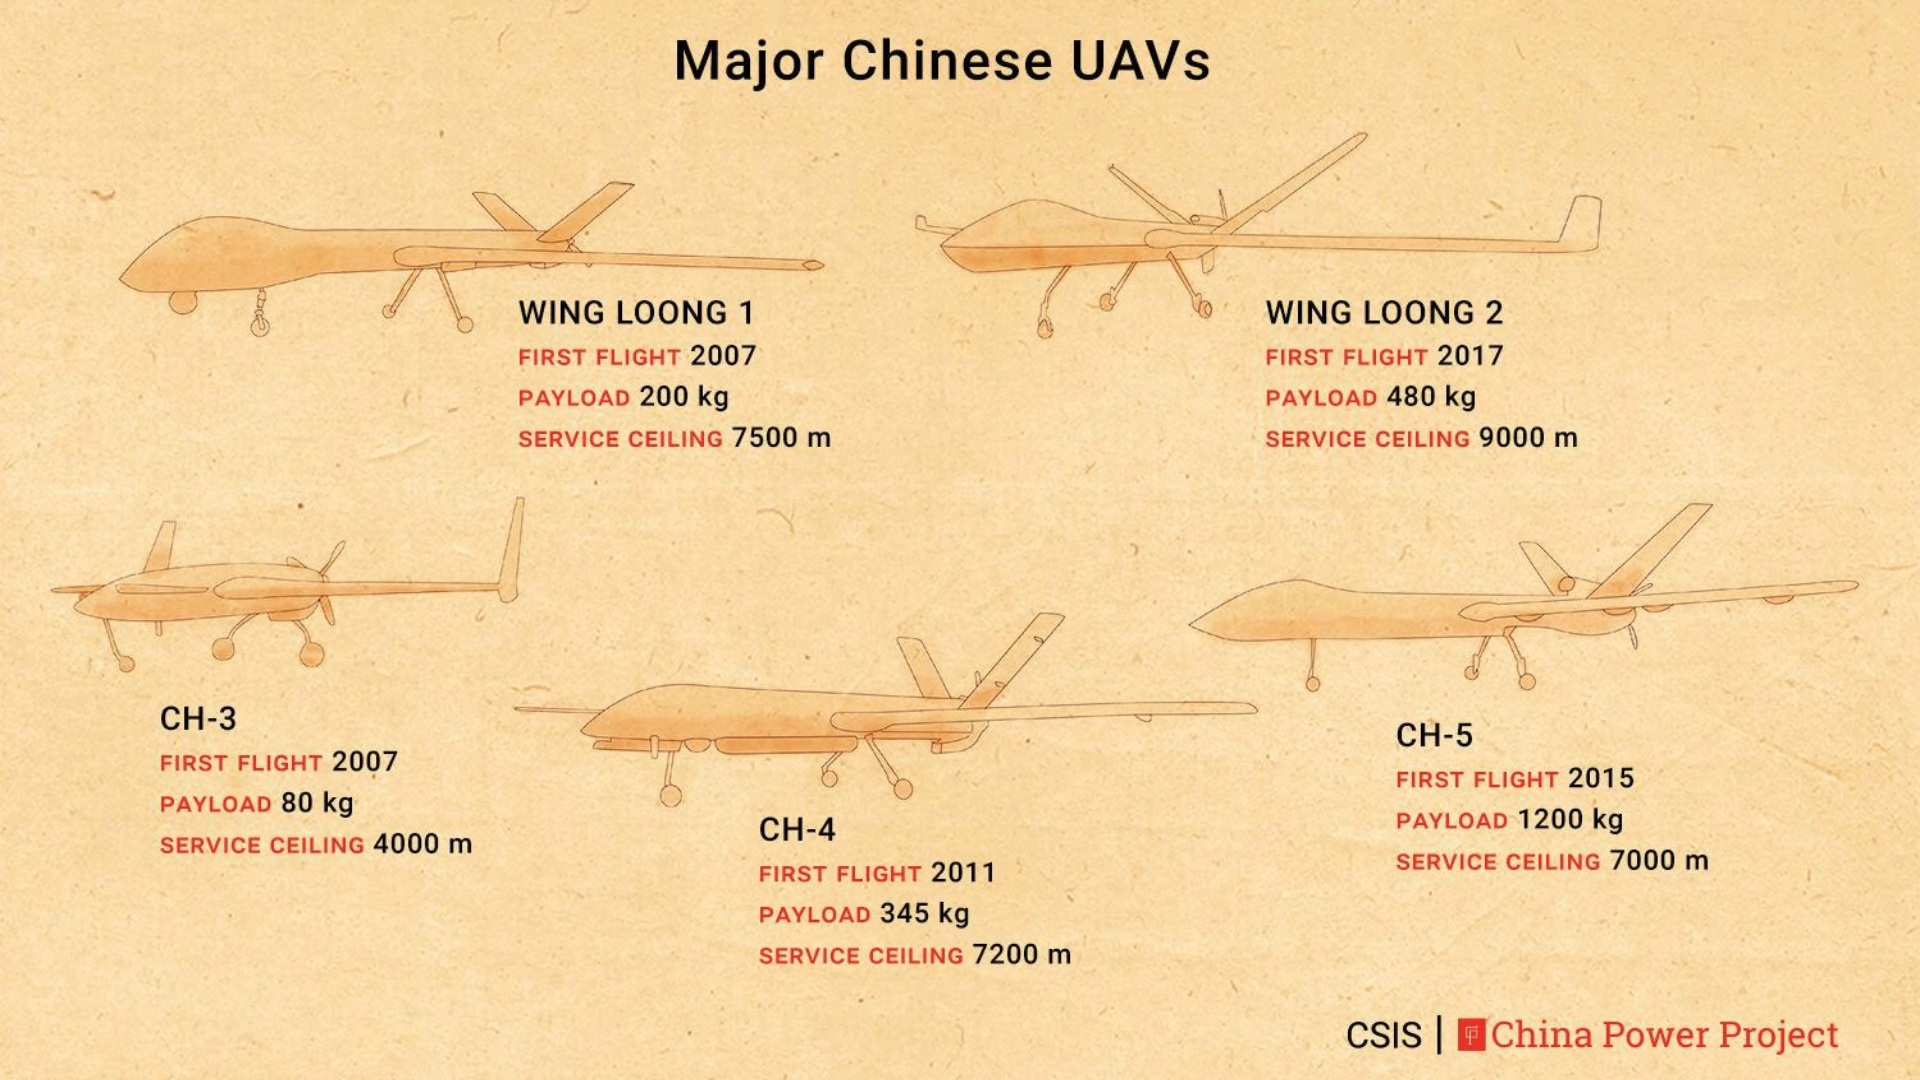 Major Chinese UAVs
WING LOONG 1
FIRST FLIGHT 2007
PAYLOAD 200 kg
SERVICE CEILING 7500 m
WING LOONG 2
FIRST FLIGHT 2017
PAYLOAD 480 kg
SERVICE CEILING 9000 m
CH-3
FIRST FLIGHT 2007
PAYLOAD 80 kg
SERVICE CEILING 4000 m
CH-4
FIRST FLIGHT 2011
PAYLOAD 345 kg
SERVICE CEILING 7200 m
CH-5
FIRST FLIGHT 2015
PAYLOAD 1200 kg
SERVICE CEILING 7000 m
CSIS | China Power Project